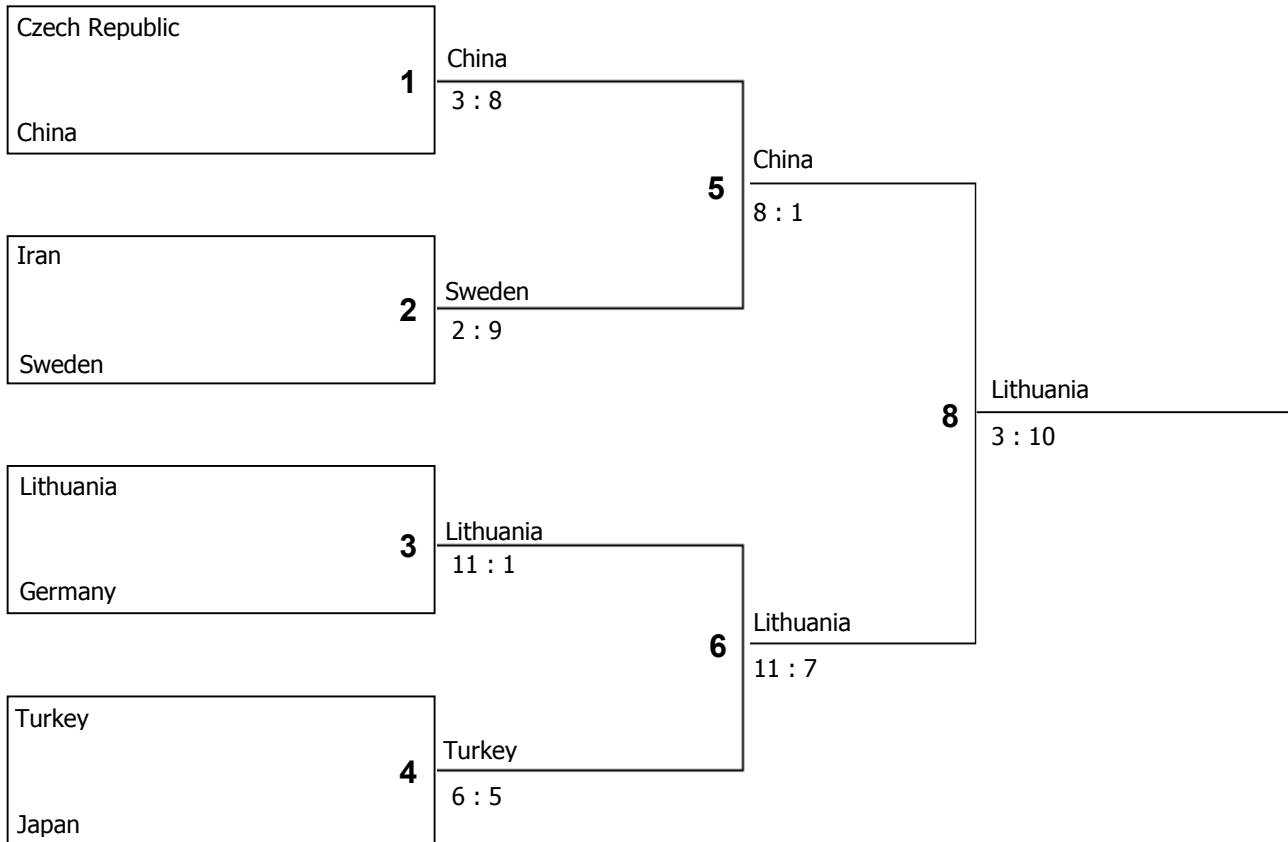 Czech Republic
1
China
China
3 : 8
Iran
2
Sweden
Sweden
2 : 9
Lithuania
3
Germany
Lithuania
11 : 1
Turkey
4
Japan
Turkey
6 : 5
5
China
8 : 1
6
Lithuania
11 : 7
8
Lithuania
3 : 10